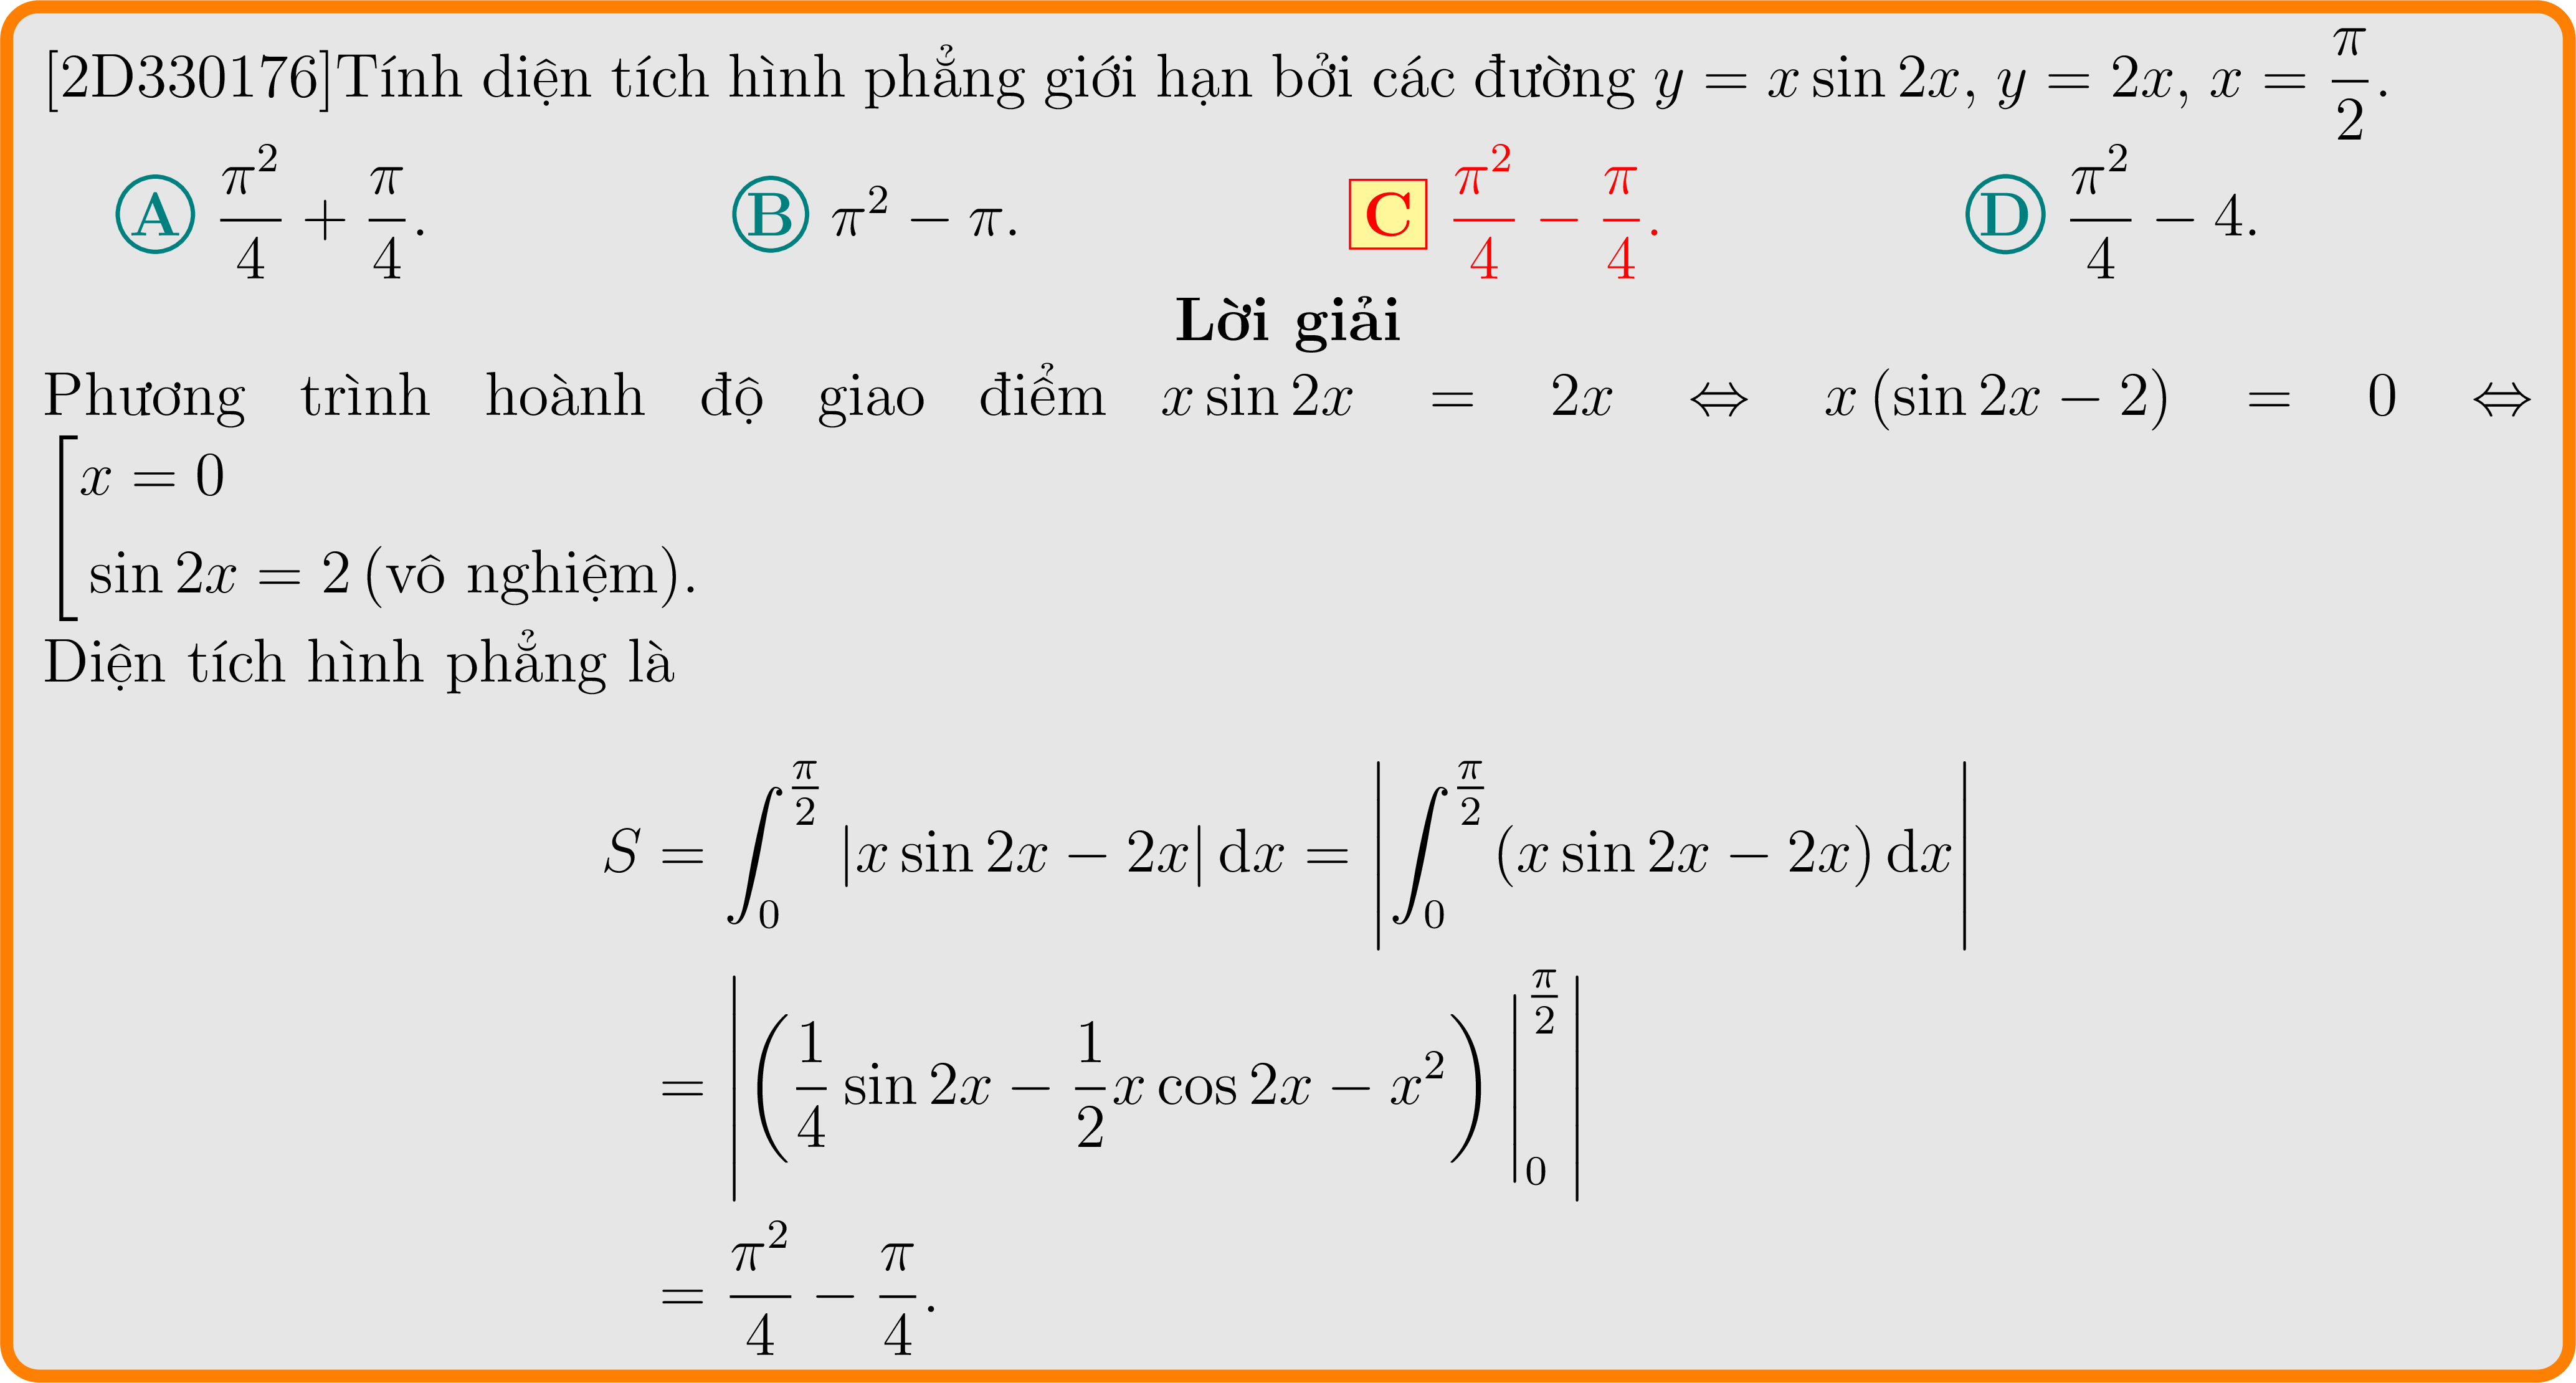 [2D330176]Tính diện tích hình phẳng giới hạn bởi các đường $y = x \sin 2x$, $y = 2x$, $x = \frac{\pi}{2}$.
A $\frac{\pi^2}{4} + \frac{\pi}{4}$. B $\pi^2 - \pi$. C $\frac{\pi^2}{4} - \frac{\pi}{4}$. D $\frac{\pi^2}{4} - 4$.
Lời giải
Phương trình hoành độ giao điểm $x \sin 2x = 2x \Leftrightarrow x (\sin 2x - 2) = 0 \Leftrightarrow$
$\left[\begin{array}{l} x = 0 \\ \sin 2x = 2 \text{ (vô nghiệm)}. \end{array}\right.$
Diện tích hình phẳng là
$S = \int_0^{\frac{\pi}{2}} |x \sin 2x - 2x| \, \mathrm{d}x = \left| \int_0^{\frac{\pi}{2}} (x \sin 2x - 2x) \, \mathrm{d}x \right|$
$= \left| \left( \frac{1}{4} \sin 2x - \frac{1}{2} x \cos 2x - x^2 \right) \Big|_0^{\frac{\pi}{2}} \right|$
$= \frac{\pi^2}{4} - \frac{\pi}{4}.$